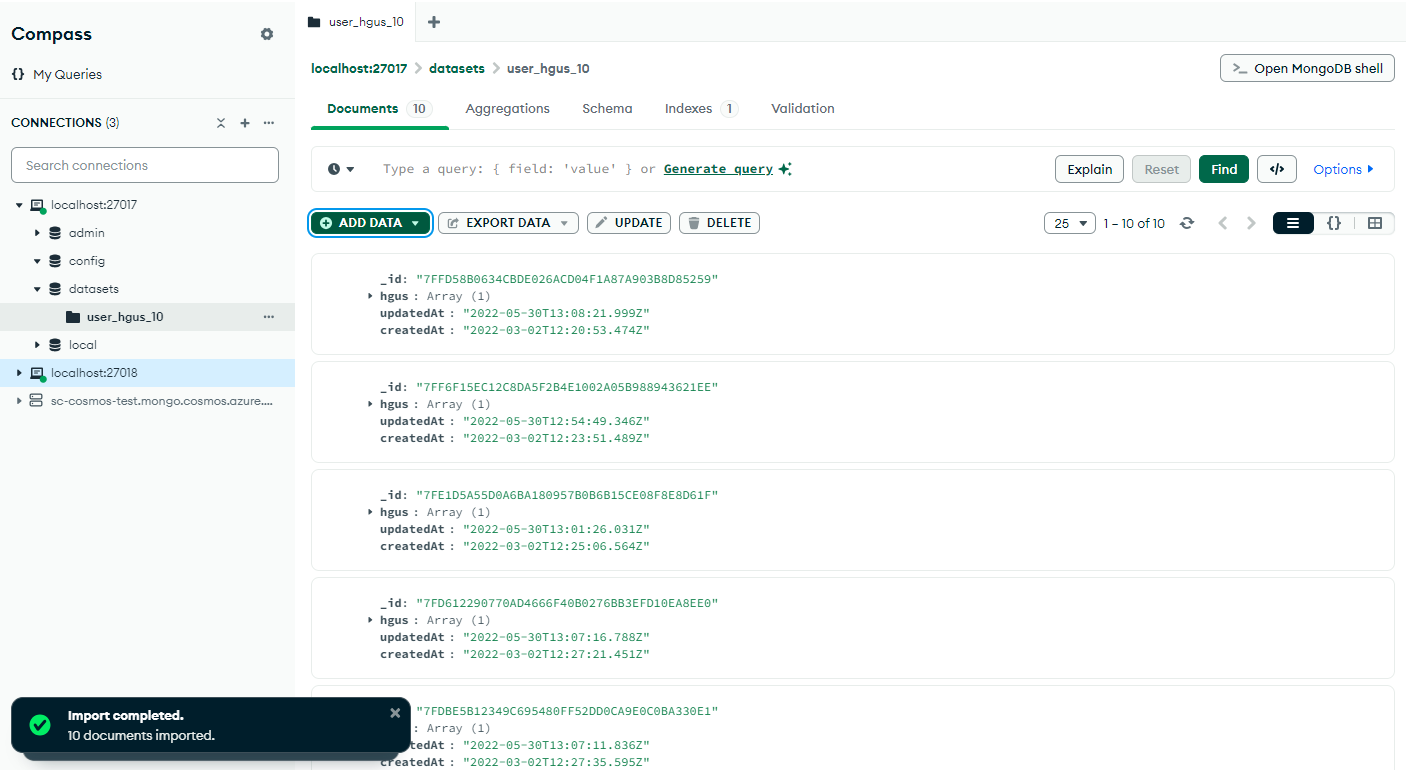 Compass
My Queries
CONNECTIONS (3)
Search connections
localhost:27017
admin
config
datasets
user_hgus_10
local
localhost:27018
sc-cosmos-test.mongo.cosmos.azure....
user_hgus_10
localhost:27017 datasets user_hgus_10
Open MongoDB shell
Documents 10 Aggregations Schema Indexes 1 Validation
Type a query: { field: 'value' } or Generate query
Explain Reset Find </> Options
ADD DATA EXPORT DATA UPDATE DELETE
25 1 – 10 of 10 {}
_id: "7FFD58B0634CBDE026ACD04F1A87A903B8D85259"
hgus : Array (1)
updatedAt : "2022-05-30T13:08:21.999Z"
createdAt : "2022-03-02T12:20:53.474Z"
_id: "7FF6F15EC12C8DA5F2B4E1002A05B988943621EE"
hgus : Array (1)
updatedAt : "2022-05-30T12:54:49.346Z"
createdAt : "2022-03-02T12:23:51.489Z"
_id: "7FE1D5A55D0A6BA180957B0B6B15CE08F8E8D61F"
hgus : Array (1)
updatedAt : "2022-05-30T13:01:26.031Z"
createdAt : "2022-03-02T12:25:06.564Z"
_id: "7FD612290770AD4666F40B0276BB3EFD10EA8EE0"
hgus : Array (1)
updatedAt : "2022-05-30T13:07:16.788Z"
createdAt : "2022-03-02T12:27:21.451Z"
"7FDBE5B12349C695480FF52DD0CA9E0C0BA330E1"
: Array (1)
tedAt : "2022-05-30T13:07:11.836Z"
createdAt : "2022-03-02T12:27:35.595Z"
Import completed.
10 documents imported.